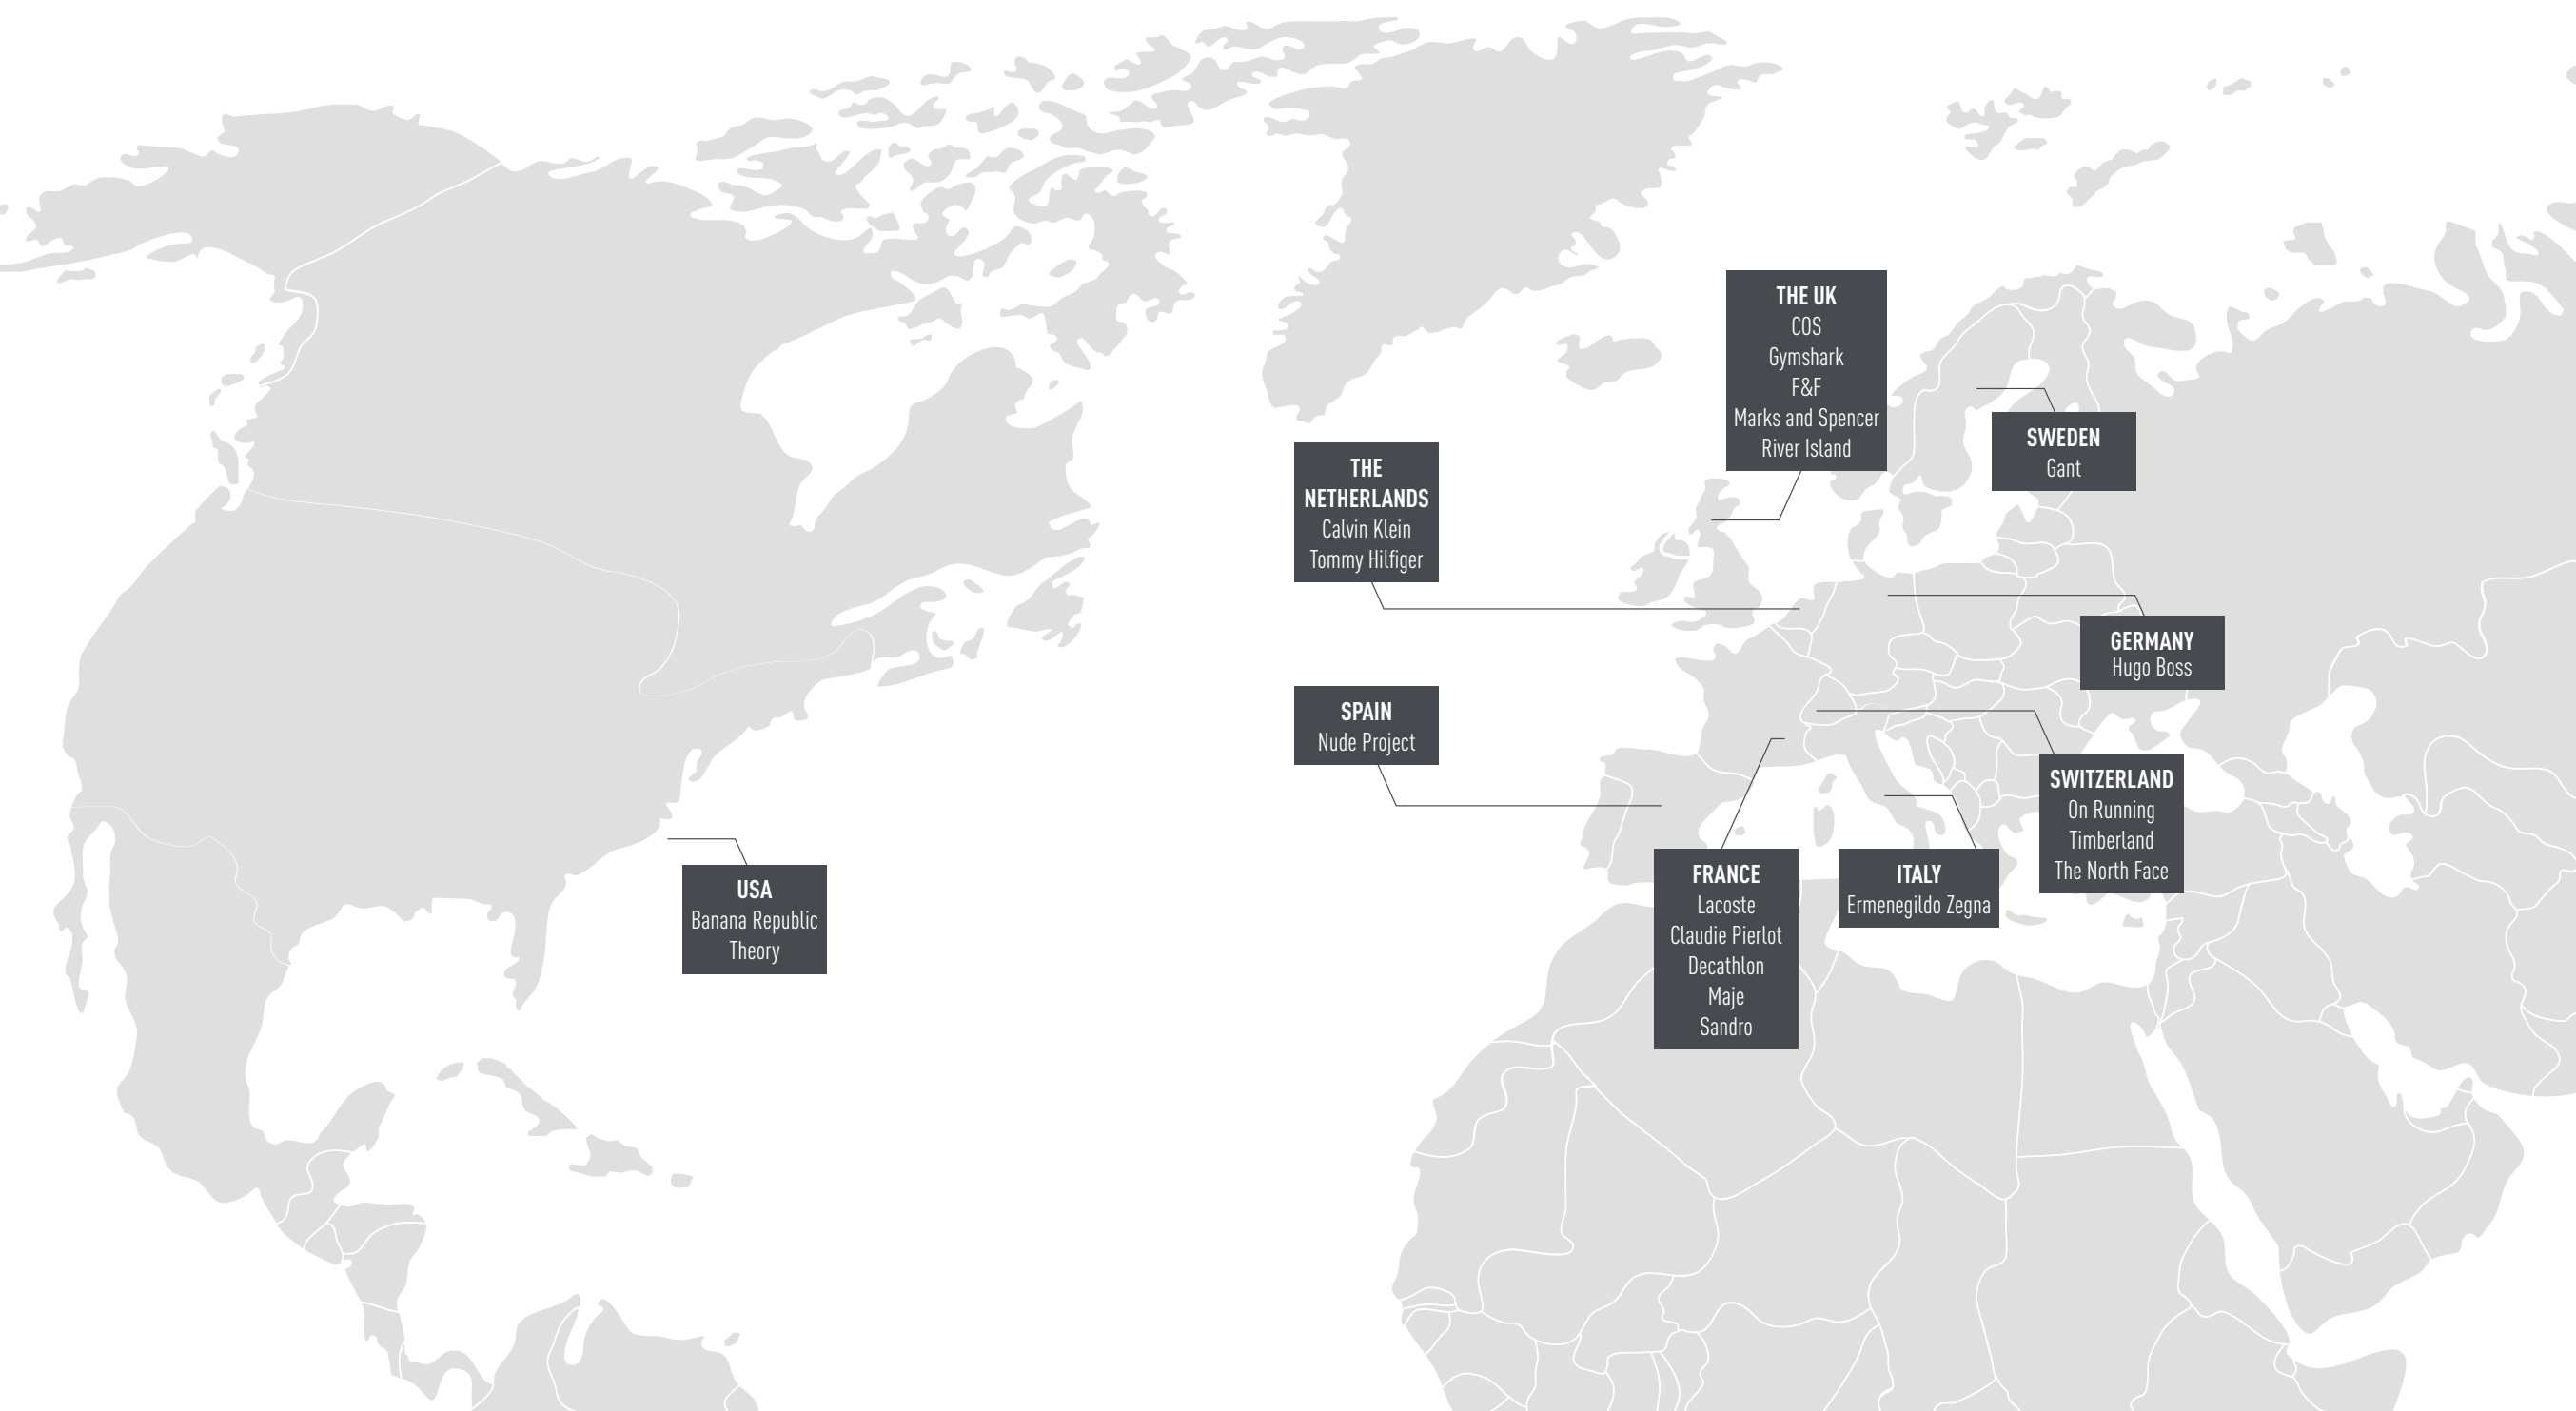 THE UK
COS
Gymshark
F&F
Marks and Spencer
River Island
SWEDEN
Gant
THE
NETHERLANDS
Calvin Klein
Tommy Hilfiger
GERMANY
Hugo Boss
SPAIN
Nude Project
SWITZERLAND
On Running
Timberland
The North Face
USA
Banana Republic
Theory
FRANCE
Lacoste
Claudie Pierlot
Decathlon
Maje
Sandro
ITALY
Ermenegildo Zegna